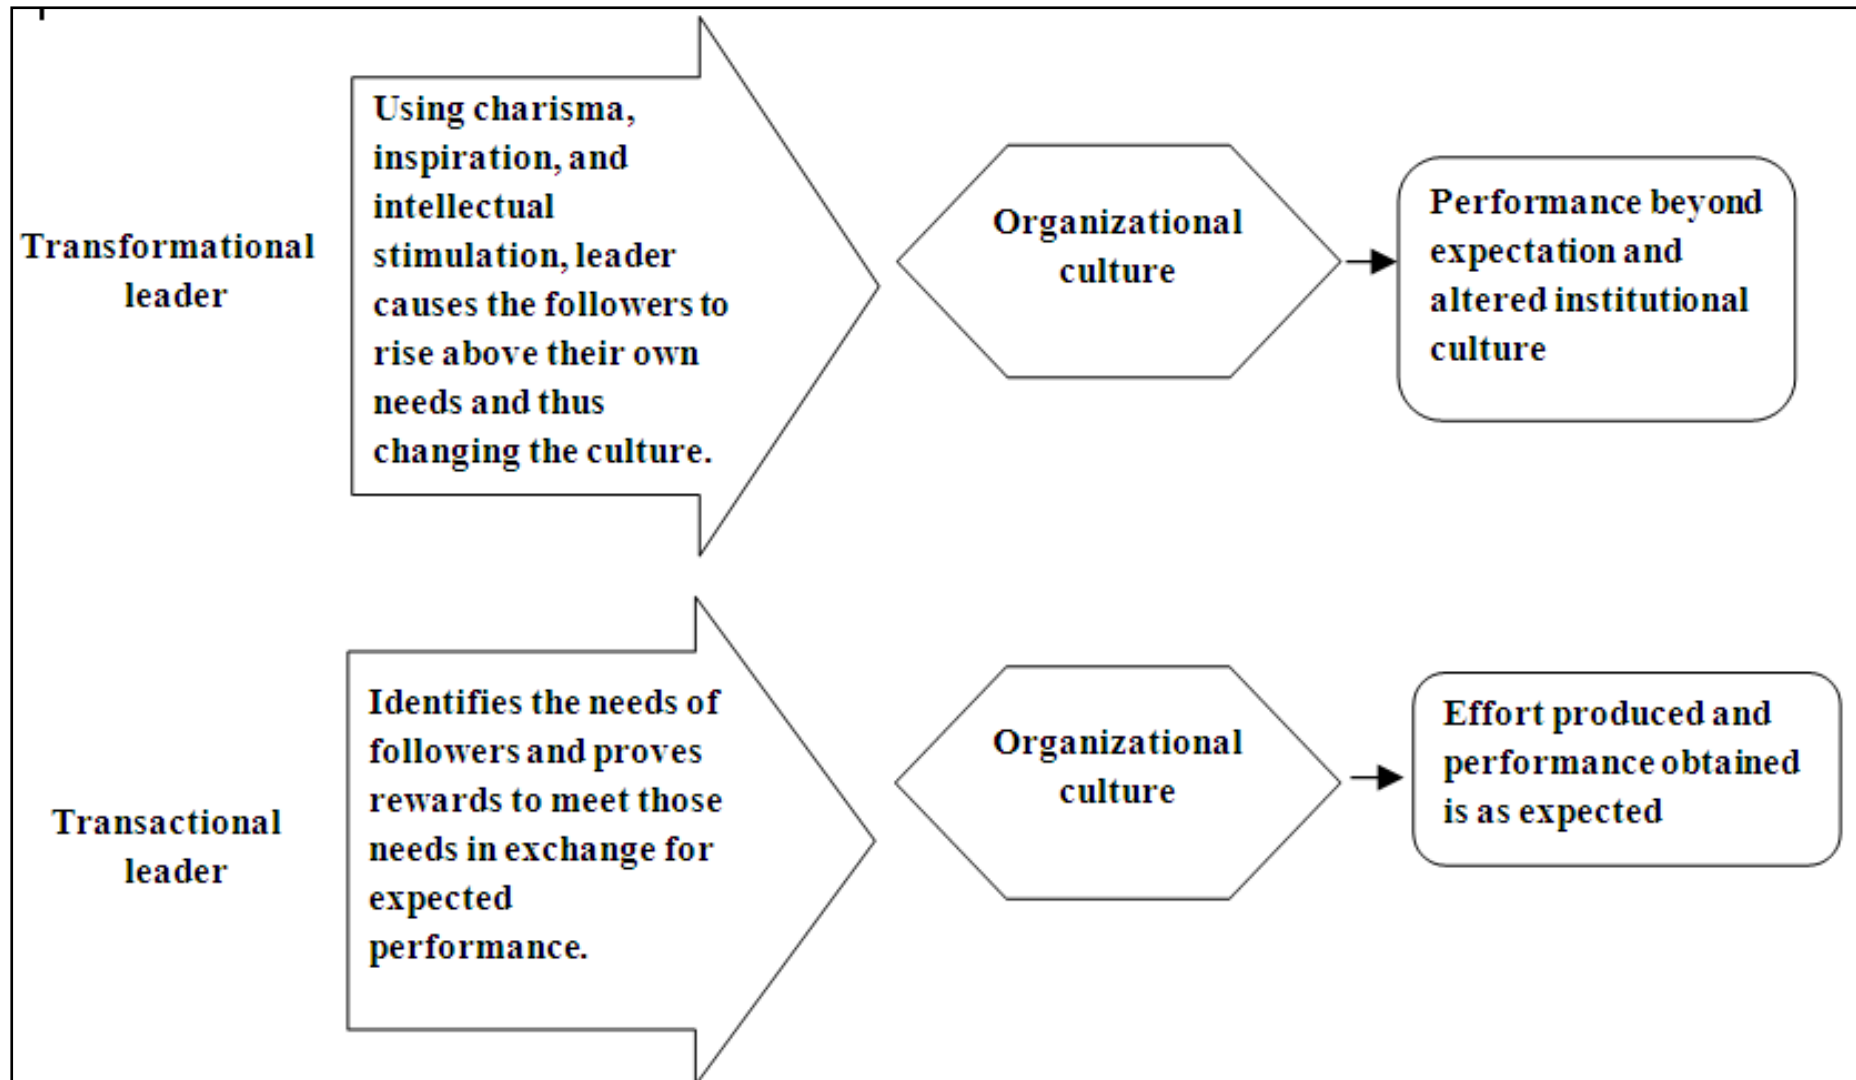 Transformational
leader
Using charisma,
inspiration, and
intellectual
stimulation, leader
causes the followers to
rise above their own
needs and thus
changing the culture.
Organizational
culture
Performance beyond
expectation and
altered institutional
culture
Transactional
leader
Identifies the needs of
followers and proves
rewards to meet those
needs in exchange for
expected
performance.
Organizational
culture
Effort produced and
performance obtained
is as expected